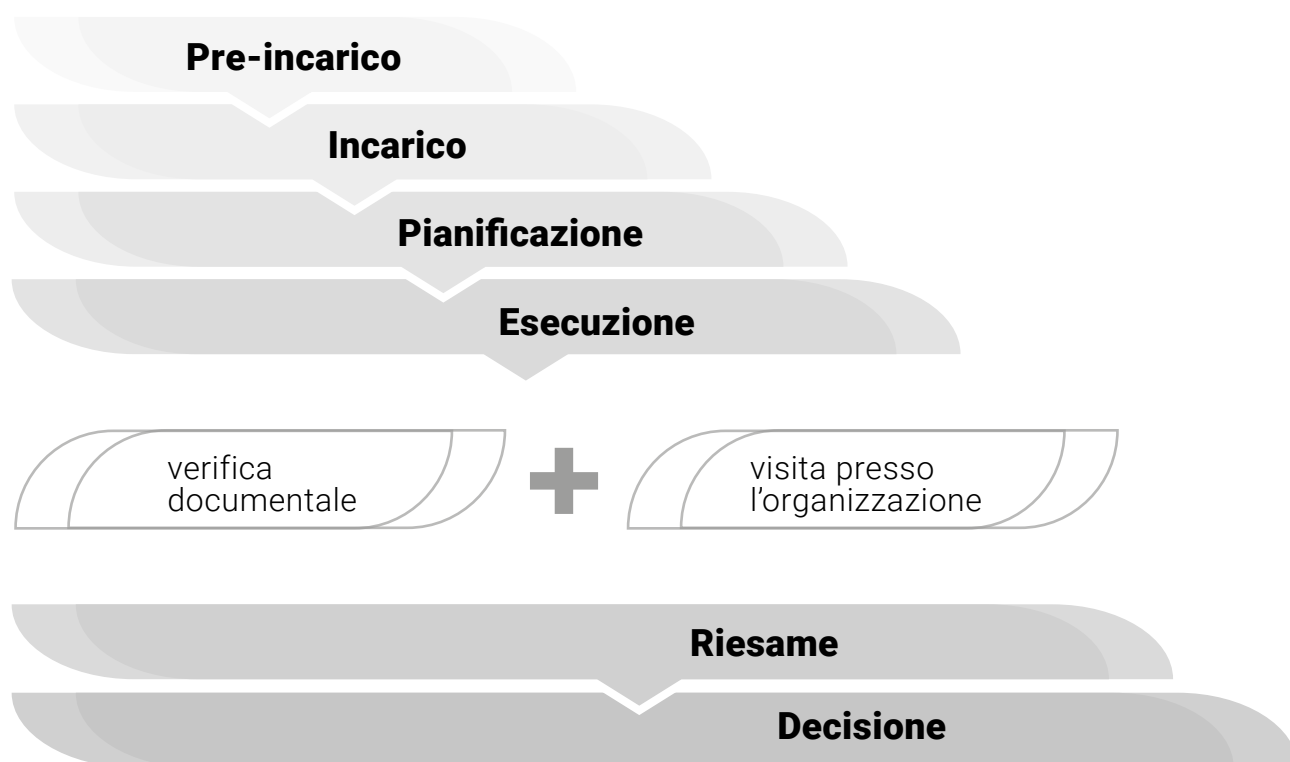 Pre-incarico
Incarico
Pianificazione
Esecuzione
verifica
documentale
visita presso
l’organizzazione
Riesame
Decisione